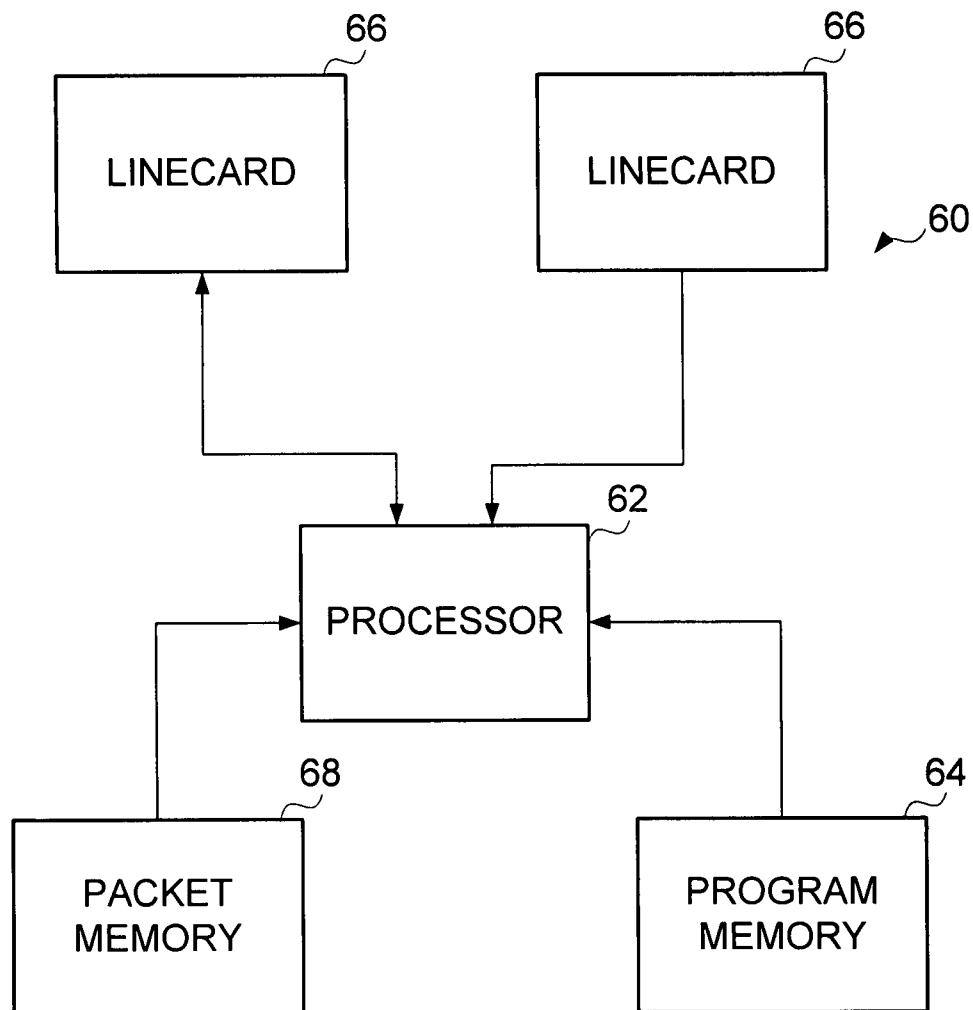 66
66
LINECARD
LINECARD
60
62
PROCESSOR
68
64
PACKET
MEMORY
PROGRAM
MEMORY